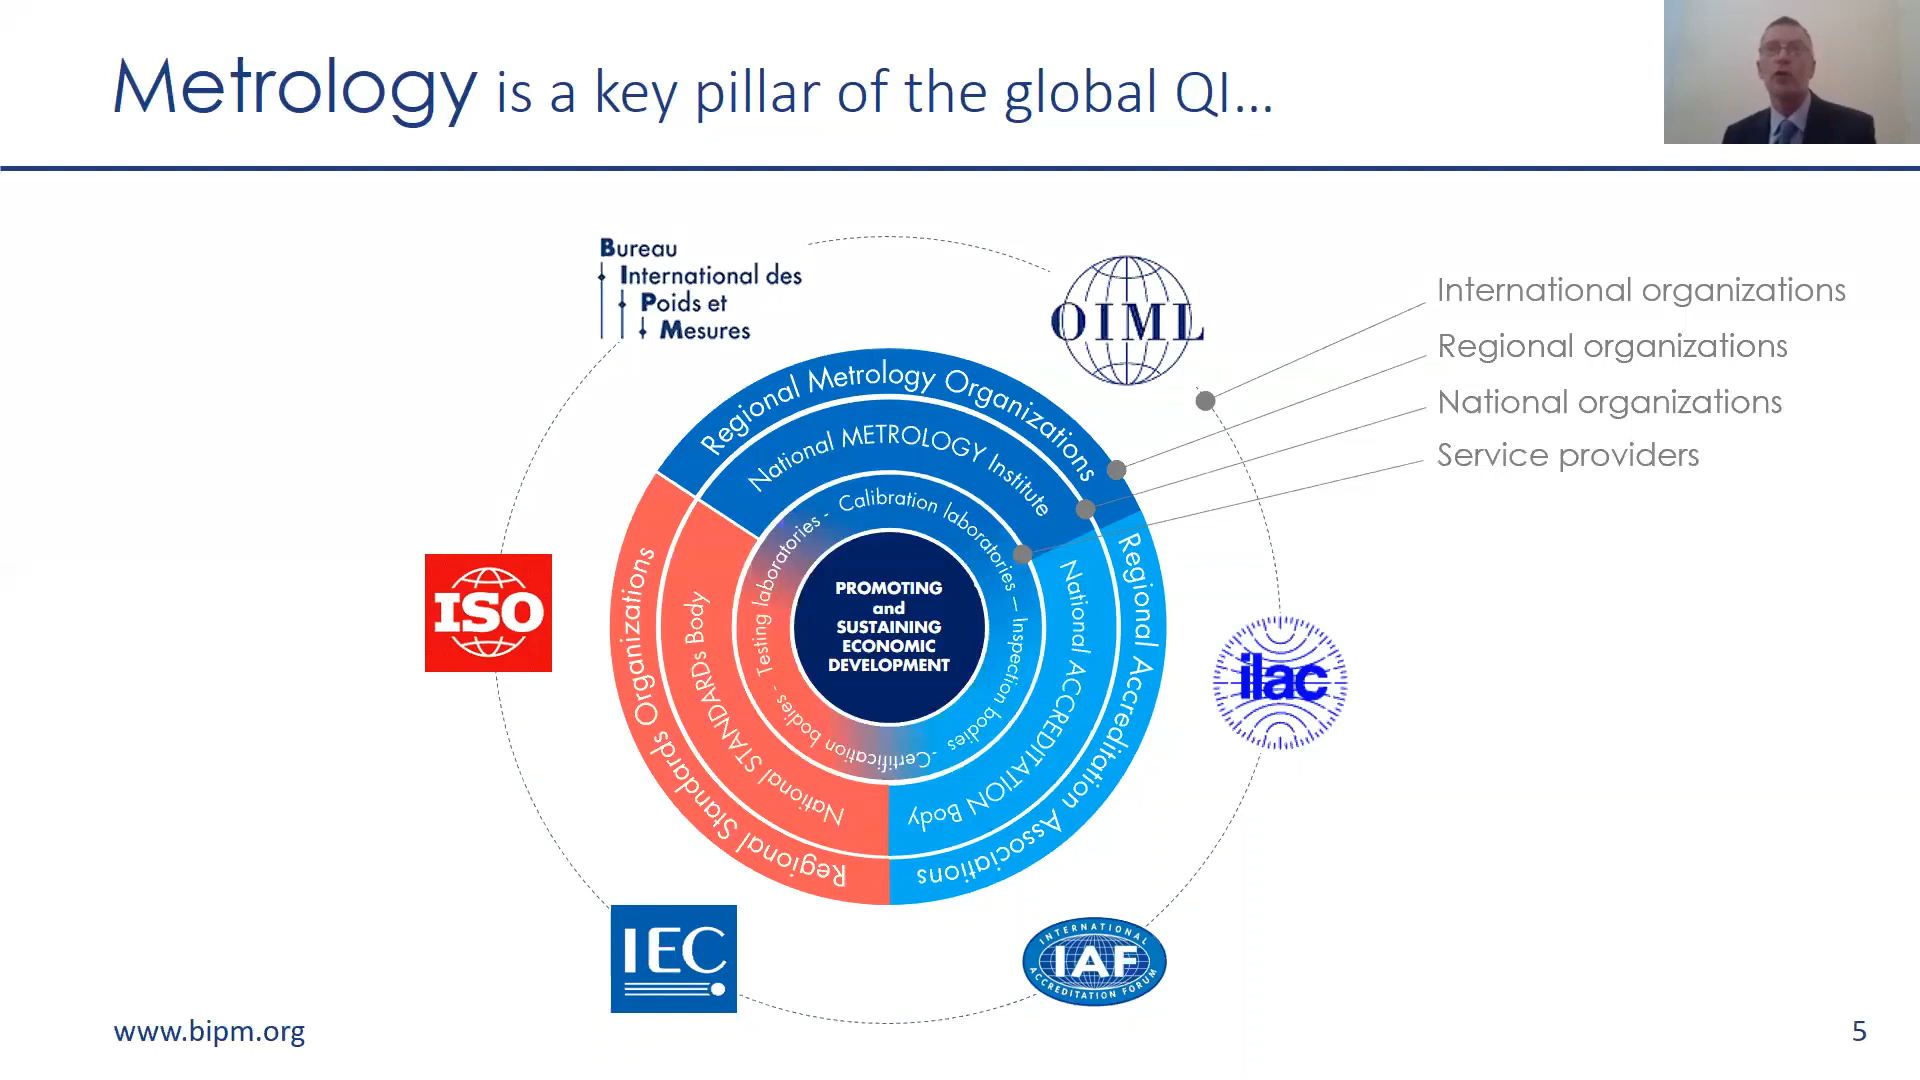 Metrology is a key pillar of the global QI...
Bureau
International des
Poids et
Mesures
OIML
International organizations
Regional organizations
National organizations
Service providers
Regional Metrology Organizations
National METROLOGY Institute
Testing laboratories - Calibration laboratories – Inspection bodies - Certification bodies -
PROMOTING
and
SUSTAINING
ECONOMIC
DEVELOPMENT
Regional Standards Organizations
National STANDARDs Body
National ACCREDITATION Body
Regional Accreditation Associations
ISO
ilac
IEC
INTERNATIONAL
IAF
ACCREDITATION FORUM
www.bipm.org
5